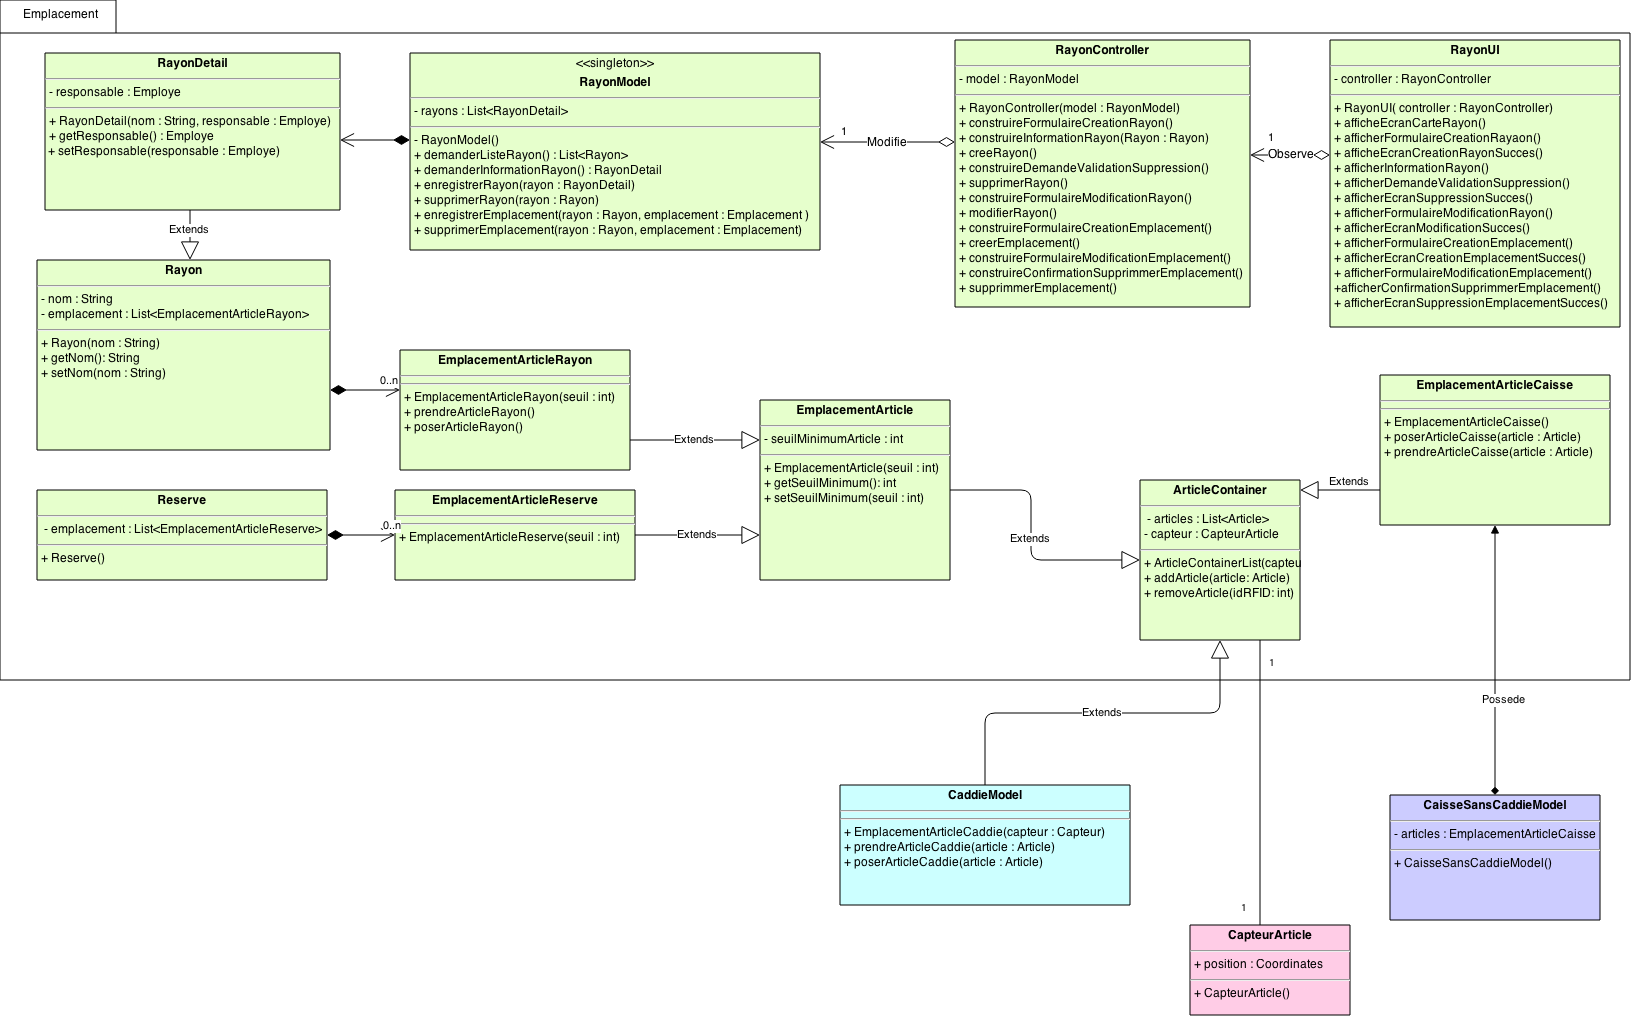 Emplacement
RayonDetail
- responsable : Employe
+ RayonDetail(nom : String, responsable : Employe)
+ getResponsable() : Employe
+ setResponsable(responsable : Employe)
<<singleton>>
RayonModel
- rayons : List<RayonDetail>
- RayonModel()
+ demanderListeRayon() : List<Rayon>
+ demanderInformationRayon() : RayonDetail
+ enregistrerRayon(rayon : RayonDetail)
+ supprimerRayon(rayon : Rayon)
+ enregistrerEmplacement(rayon : Rayon, emplacement : Emplacement )
+ supprimerEmplacement(rayon : Rayon, emplacement : Emplacement)
1
Modifie
RayonController
- model : RayonModel
+ RayonController(model : RayonModel)
+ construireFormulaireCreationRayon()
+ construireInformationRayon(Rayon : Rayon)
+ creeRayon()
+ construireDemandeValidationSuppression()
+ supprimerRayon()
+ construireFormulaireModificationRayon()
+ modifierRayon()
+ construireFormulaireCreationEmplacement()
+ creerEmplacement()
+ construireFormulaireModificationEmplacement()
+ construireConfirmationSupprimmerEmplacement()
+ supprimmerEmplacement()
1
Observe
RayonUI
- controller : RayonController
+ RayonUI( controller : RayonController)
+ afficheEcranCarteRayon()
+ afficherFormulaireCreationRayaon()
+ afficheEcranCreationRayonSucces()
+ afficherInformationRayon()
+ afficherDemandeValidationSuppression()
+ afficherEcranSuppressionSucces()
+ afficherFormulaireModificationRayon()
+ afficherEcranModificationSucces()
+ afficherFormulaireCreationEmplacement()
+ afficherEcranCreationEmplacementSucces()
+ afficherFormulaireModificationEmplacement()
+afficherConfirmationSupprimmerEmplacement()
+ afficherEcranSuppressionEmplacementSucces()
Extends
Rayon
- nom : String
- emplacement : List<EmplacementArticleRayon>
+ Rayon(nom : String)
+ getNom(): String
+ setNom(nom : String)
0..n
EmplacementArticleRayon
+ EmplacementArticleRayon(seuil : int)
+ prendreArticleRayon()
+ poserArticleRayon()
Extends
EmplacementArticle
- seuilMinimumArticle : int
+ EmplacementArticle(seuil : int)
+ getSeuilMinimum(): int
+ setSeuilMinimum(seuil : int)
EmplacementArticleCaisse
+ EmplacementArticleCaisse()
+ poserArticleCaisse(article : Article)
+ prendreArticleCaisse(article : Article)
Extends
Reserve
- emplacement : List<EmplacementArticleReserve>
+ Reserve()
0..n
EmplacementArticleReserve
+ EmplacementArticleReserve(seuil : int)
Extends
Extends
ArticleContainer
- articles : List<Article>
- capteur : CapteurArticle
+ ArticleContainerList(capteu
+ addArticle(article: Article)
+ removeArticle(idRFID: int)
1
Possede
Extends
CaddieModel
+ EmplacementArticleCaddie(capteur : Capteur)
+ prendreArticleCaddie(article : Article)
+ poserArticleCaddie(article : Article)
CaisseSansCaddieModel
- articles : EmplacementArticleCaisse
+ CaisseSansCaddieModel()
1
CapteurArticle
+ position : Coordinates
+ CapteurArticle()